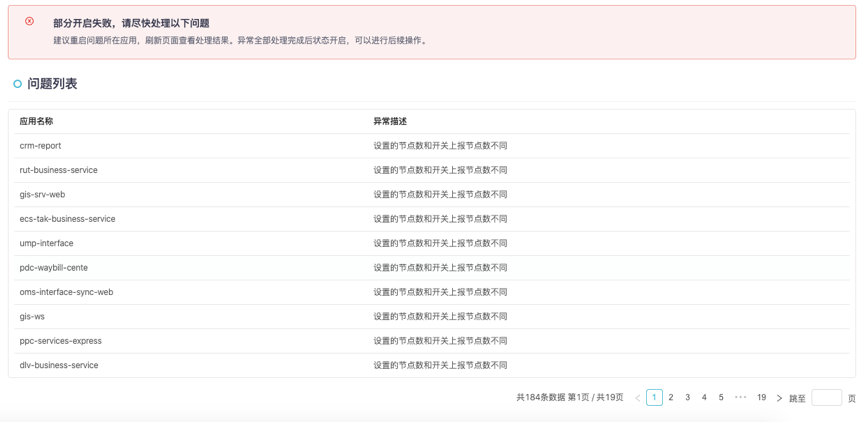 部分开启失败，请尽快处理以下问题
建议重启问题所在应用，刷新页面查看处理结果。异常全部处理完成后状态开启，可以进行后续操作。
问题列表
应用名称 异常描述
crm-report 设置的节点数和开关上报节点数不同
rut-business-service 设置的节点数和开关上报节点数不同
gis-srv-web 设置的节点数和开关上报节点数不同
ecs-tak-business-service 设置的节点数和开关上报节点数不同
ump-interface 设置的节点数和开关上报节点数不同
pdc-waybill-cente 设置的节点数和开关上报节点数不同
oms-interface-sync-web 设置的节点数和开关上报节点数不同
gis-ws 设置的节点数和开关上报节点数不同
ppc-services-express 设置的节点数和开关上报节点数不同
dlv-business-service 设置的节点数和开关上报节点数不同
共184条数据 第1页 / 共19页 < 1 2 3 4 5 ••• 19 > 跳至 页